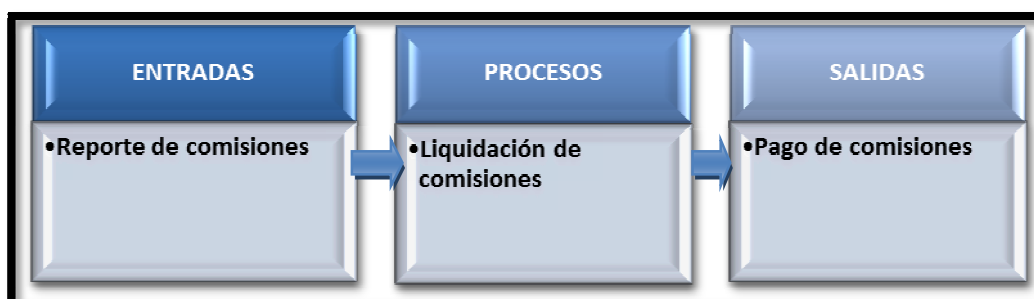 ENTRADAS
•Reporte de comisiones
PROCESOS
•Liquidación de
comisiones
SALIDAS
•Pago de comisiones